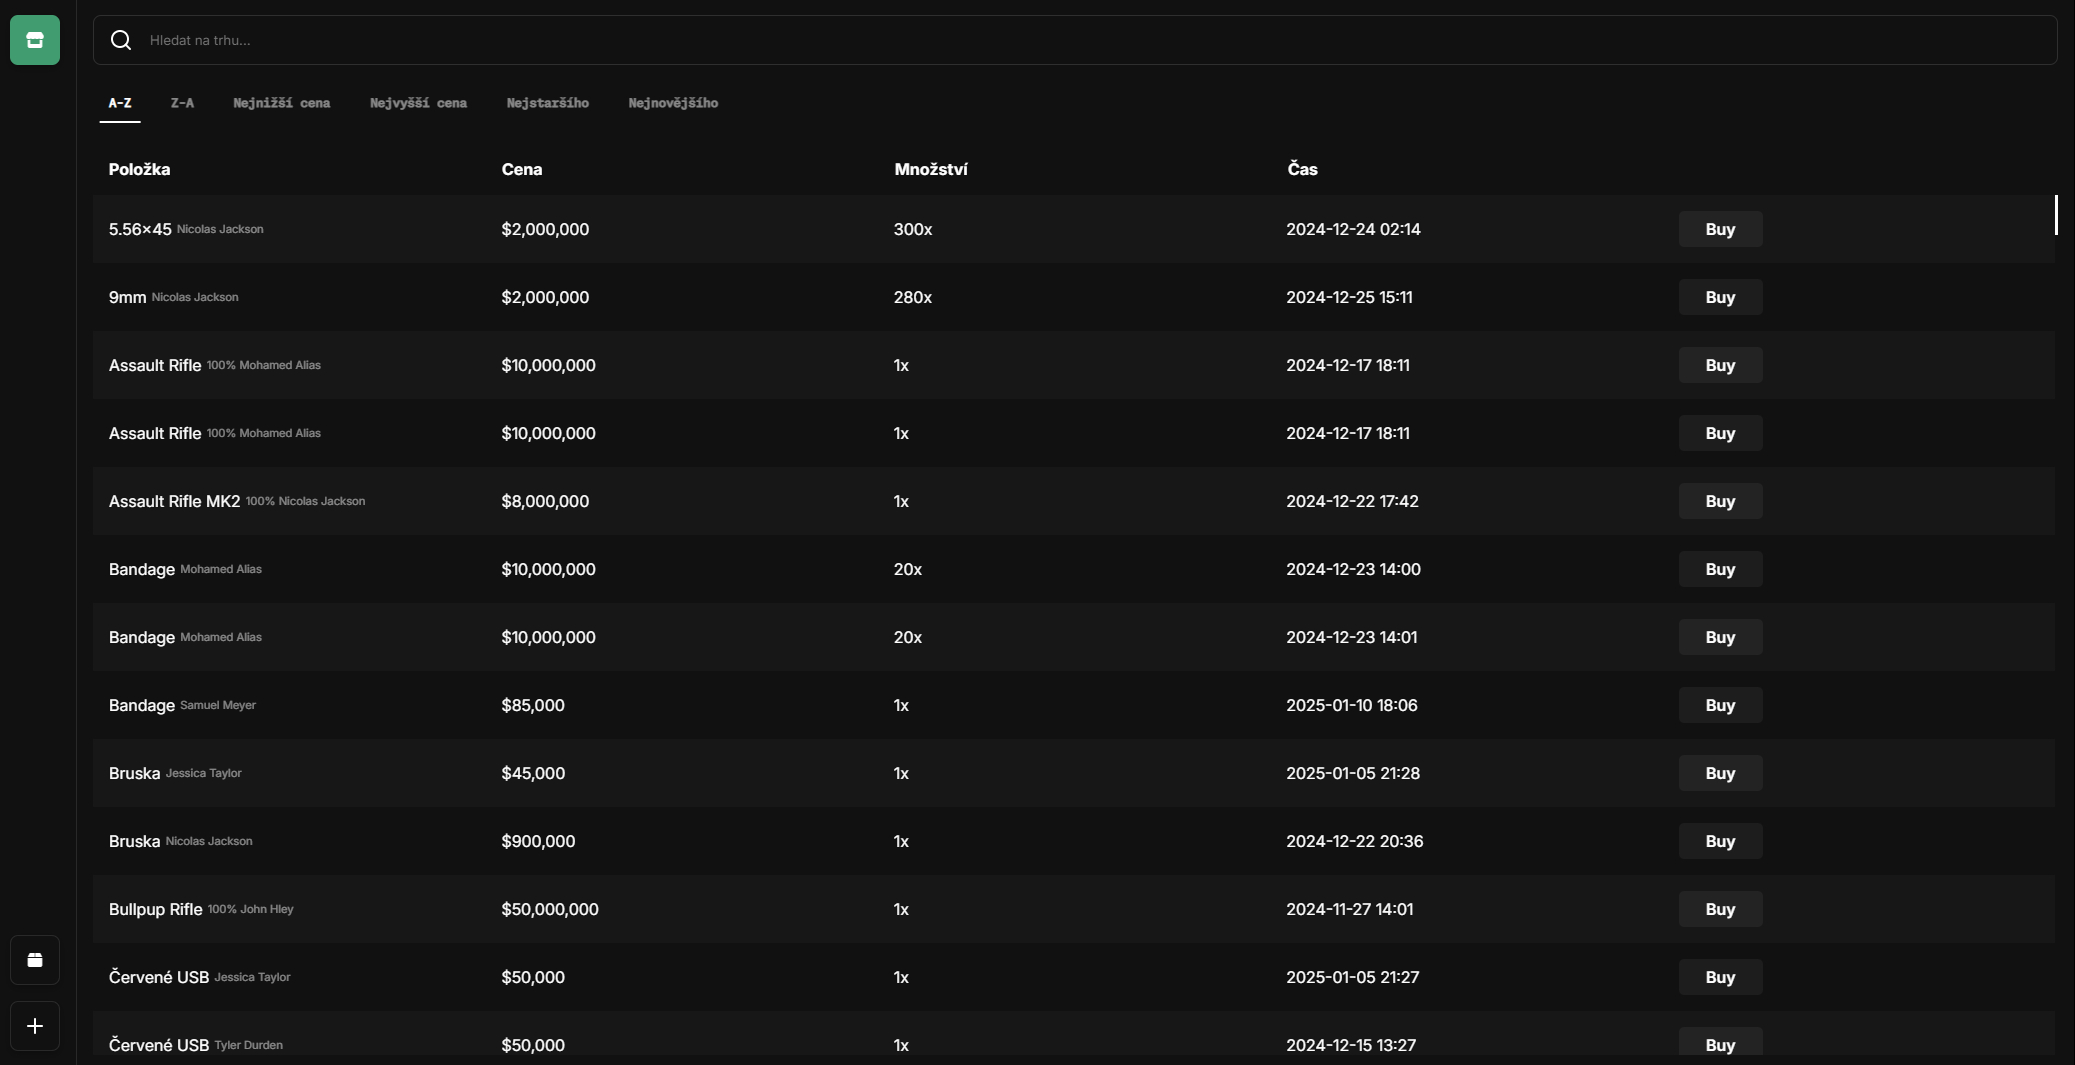 Hledat na trhu...
A-Z Z-A Nejnižší cena Nejvyšší cena Nejstaršího Nejnovějšího
Položka Cena Množství Čas
5.56x45 Nicolas Jackson $2,000,000 300x 2024-12-24 02:14 Buy
9mm Nicolas Jackson $2,000,000 280x 2024-12-25 15:11 Buy
Assault Rifle 100% Mohamed Alias $10,000,000 1x 2024-12-17 18:11 Buy
Assault Rifle 100% Mohamed Alias $10,000,000 1x 2024-12-17 18:11 Buy
Assault Rifle MK2 100% Nicolas Jackson $8,000,000 1x 2024-12-22 17:42 Buy
Bandage Mohamed Alias $10,000,000 20x 2024-12-23 14:00 Buy
Bandage Mohamed Alias $10,000,000 20x 2024-12-23 14:01 Buy
Bandage Samuel Meyer $85,000 1x 2025-01-10 18:06 Buy
Bruska Jessica Taylor $45,000 1x 2025-01-05 21:28 Buy
Bruska Nicolas Jackson $900,000 1x 2024-12-22 20:36 Buy
Bullpup Rifle 100% John Hley $50,000,000 1x 2024-11-27 14:01 Buy
Červené USB Jessica Taylor $50,000 1x 2025-01-05 21:27 Buy
Červené USB Tyler Durden $50,000 1x 2024-12-15 13:27 Buy